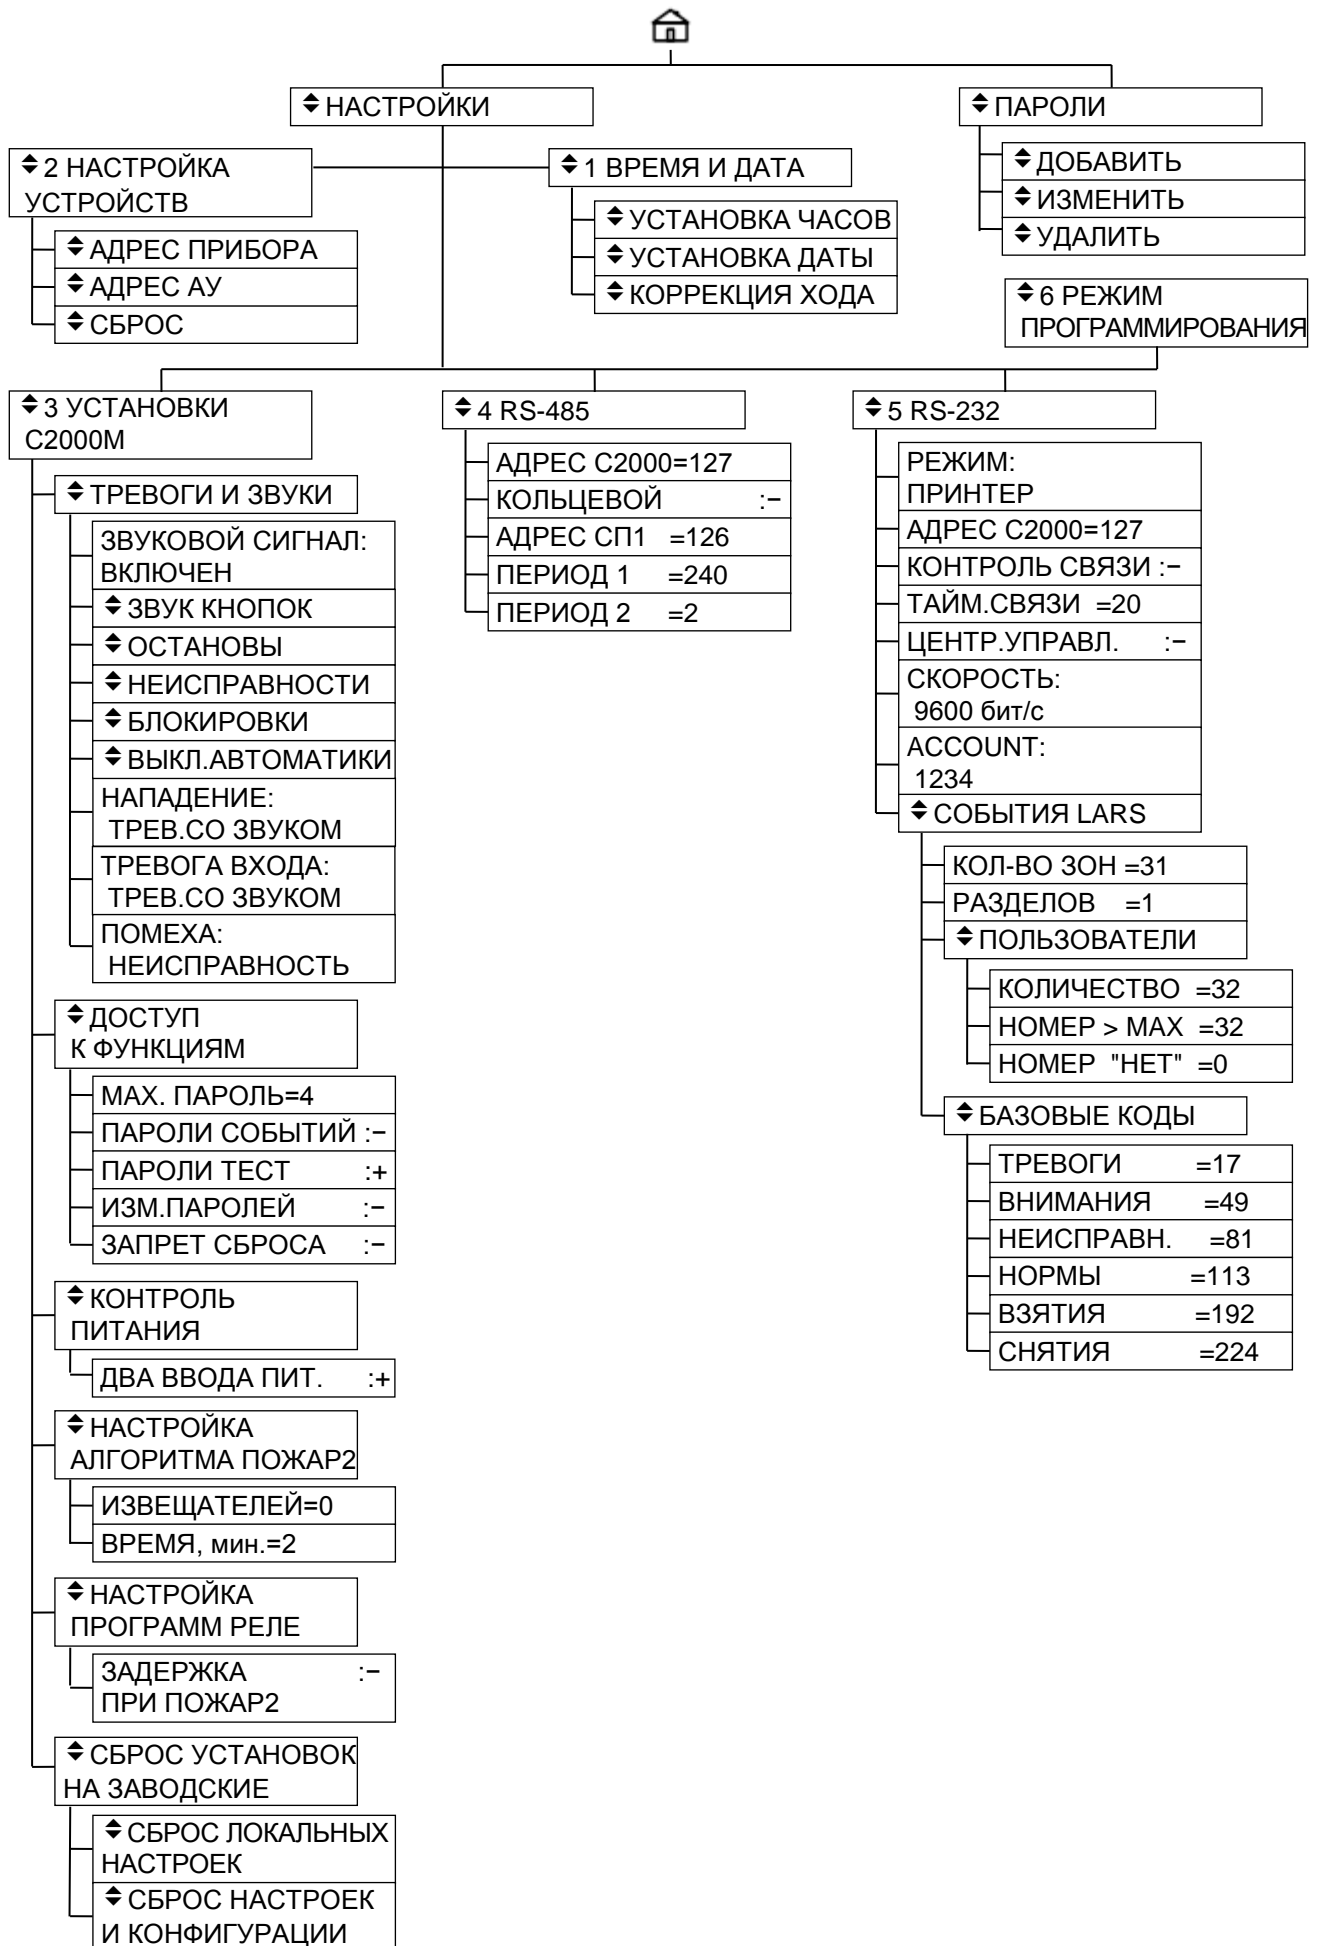 НАСТРОЙКИ
ПАРОЛИ
ДОБАВИТЬ
ИЗМЕНИТЬ
УДАЛИТЬ
2 НАСТРОЙКА
УСТРОЙСТВ
АДРЕС ПРИБОРА
АДРЕС АУ
СБРОС
1 ВРЕМЯ И ДАТА
УСТАНОВКА ЧАСОВ
УСТАНОВКА ДАТЫ
КОРРЕКЦИЯ ХОДА
6 РЕЖИМ
ПРОГРАММИРОВАНИЯ
3 УСТАНОВКИ
С2000М
ТРЕВОГИ И ЗВУКИ
ЗВУКОВОЙ СИГНАЛ:
ВКЛЮЧЕН
ЗВУК КНОПОК
ОСТАНОВЫ
НЕИСПРАВНОСТИ
БЛОКИРОВКИ
ВЫКЛ.АВТОМАТИКИ
НАПАДЕНИЕ:
ТРЕВ.СО ЗВУКОМ
ТРЕВОГА ВХОДА:
ТРЕВ.СО ЗВУКОМ
ПОМЕХА:
НЕИСПРАВНОСТЬ
ДОСТУП
К ФУНКЦИЯМ
МАХ. ПАРОЛЬ=4
ПАРОЛИ СОБЫТИЙ :−
ПАРОЛИ ТЕСТ :+
ИЗМ.ПАРОЛЕЙ :−
ЗАПРЕТ СБРОСА :−
КОНТРОЛЬ
ПИТАНИЯ
ДВА ВВОДА ПИТ. :+
НАСТРОЙКА
АЛГОРИТМА ПОЖАР2
ИЗВЕЩАТЕЛЕЙ=0
ВРЕМЯ, мин.=2
НАСТРОЙКА
ПРОГРАММ РЕЛЕ
ЗАДЕРЖКА :−
ПРИ ПОЖАР2
СБРОС УСТАНОВОК
НА ЗАВОДСКИЕ
СБРОС ЛОКАЛЬНЫХ
НАСТРОЕК
СБРОС НАСТРОЕК
И КОНФИГУРАЦИИ
4 RS-485
АДРЕС С2000=127
КОЛЬЦЕВОЙ :−
АДРЕС СП1 =126
ПЕРИОД 1 =240
ПЕРИОД 2 =2
5 RS-232
РЕЖИМ:
ПРИНТЕР
АДРЕС С2000=127
КОНТРОЛЬ СВЯЗИ :−
ТАЙМ.СВЯЗИ =20
ЦЕНТР.УПРАВЛ. :−
СКОРОСТЬ:
9600 бит/с
ACCOUNT:
1234
СОБЫТИЯ LARS
КОЛ-ВО ЗОН =31
РАЗДЕЛОВ =1
ПОЛЬЗОВАТЕЛИ
КОЛИЧЕСТВО =32
НОМЕР > MAX =32
НОМЕР "НЕТ" =0
БАЗОВЫЕ КОДЫ
ТРЕВОГИ =17
ВНИМАНИЯ =49
НЕИСПРАВН. =81
НОРМЫ =113
ВЗЯТИЯ =192
СНЯТИЯ =224